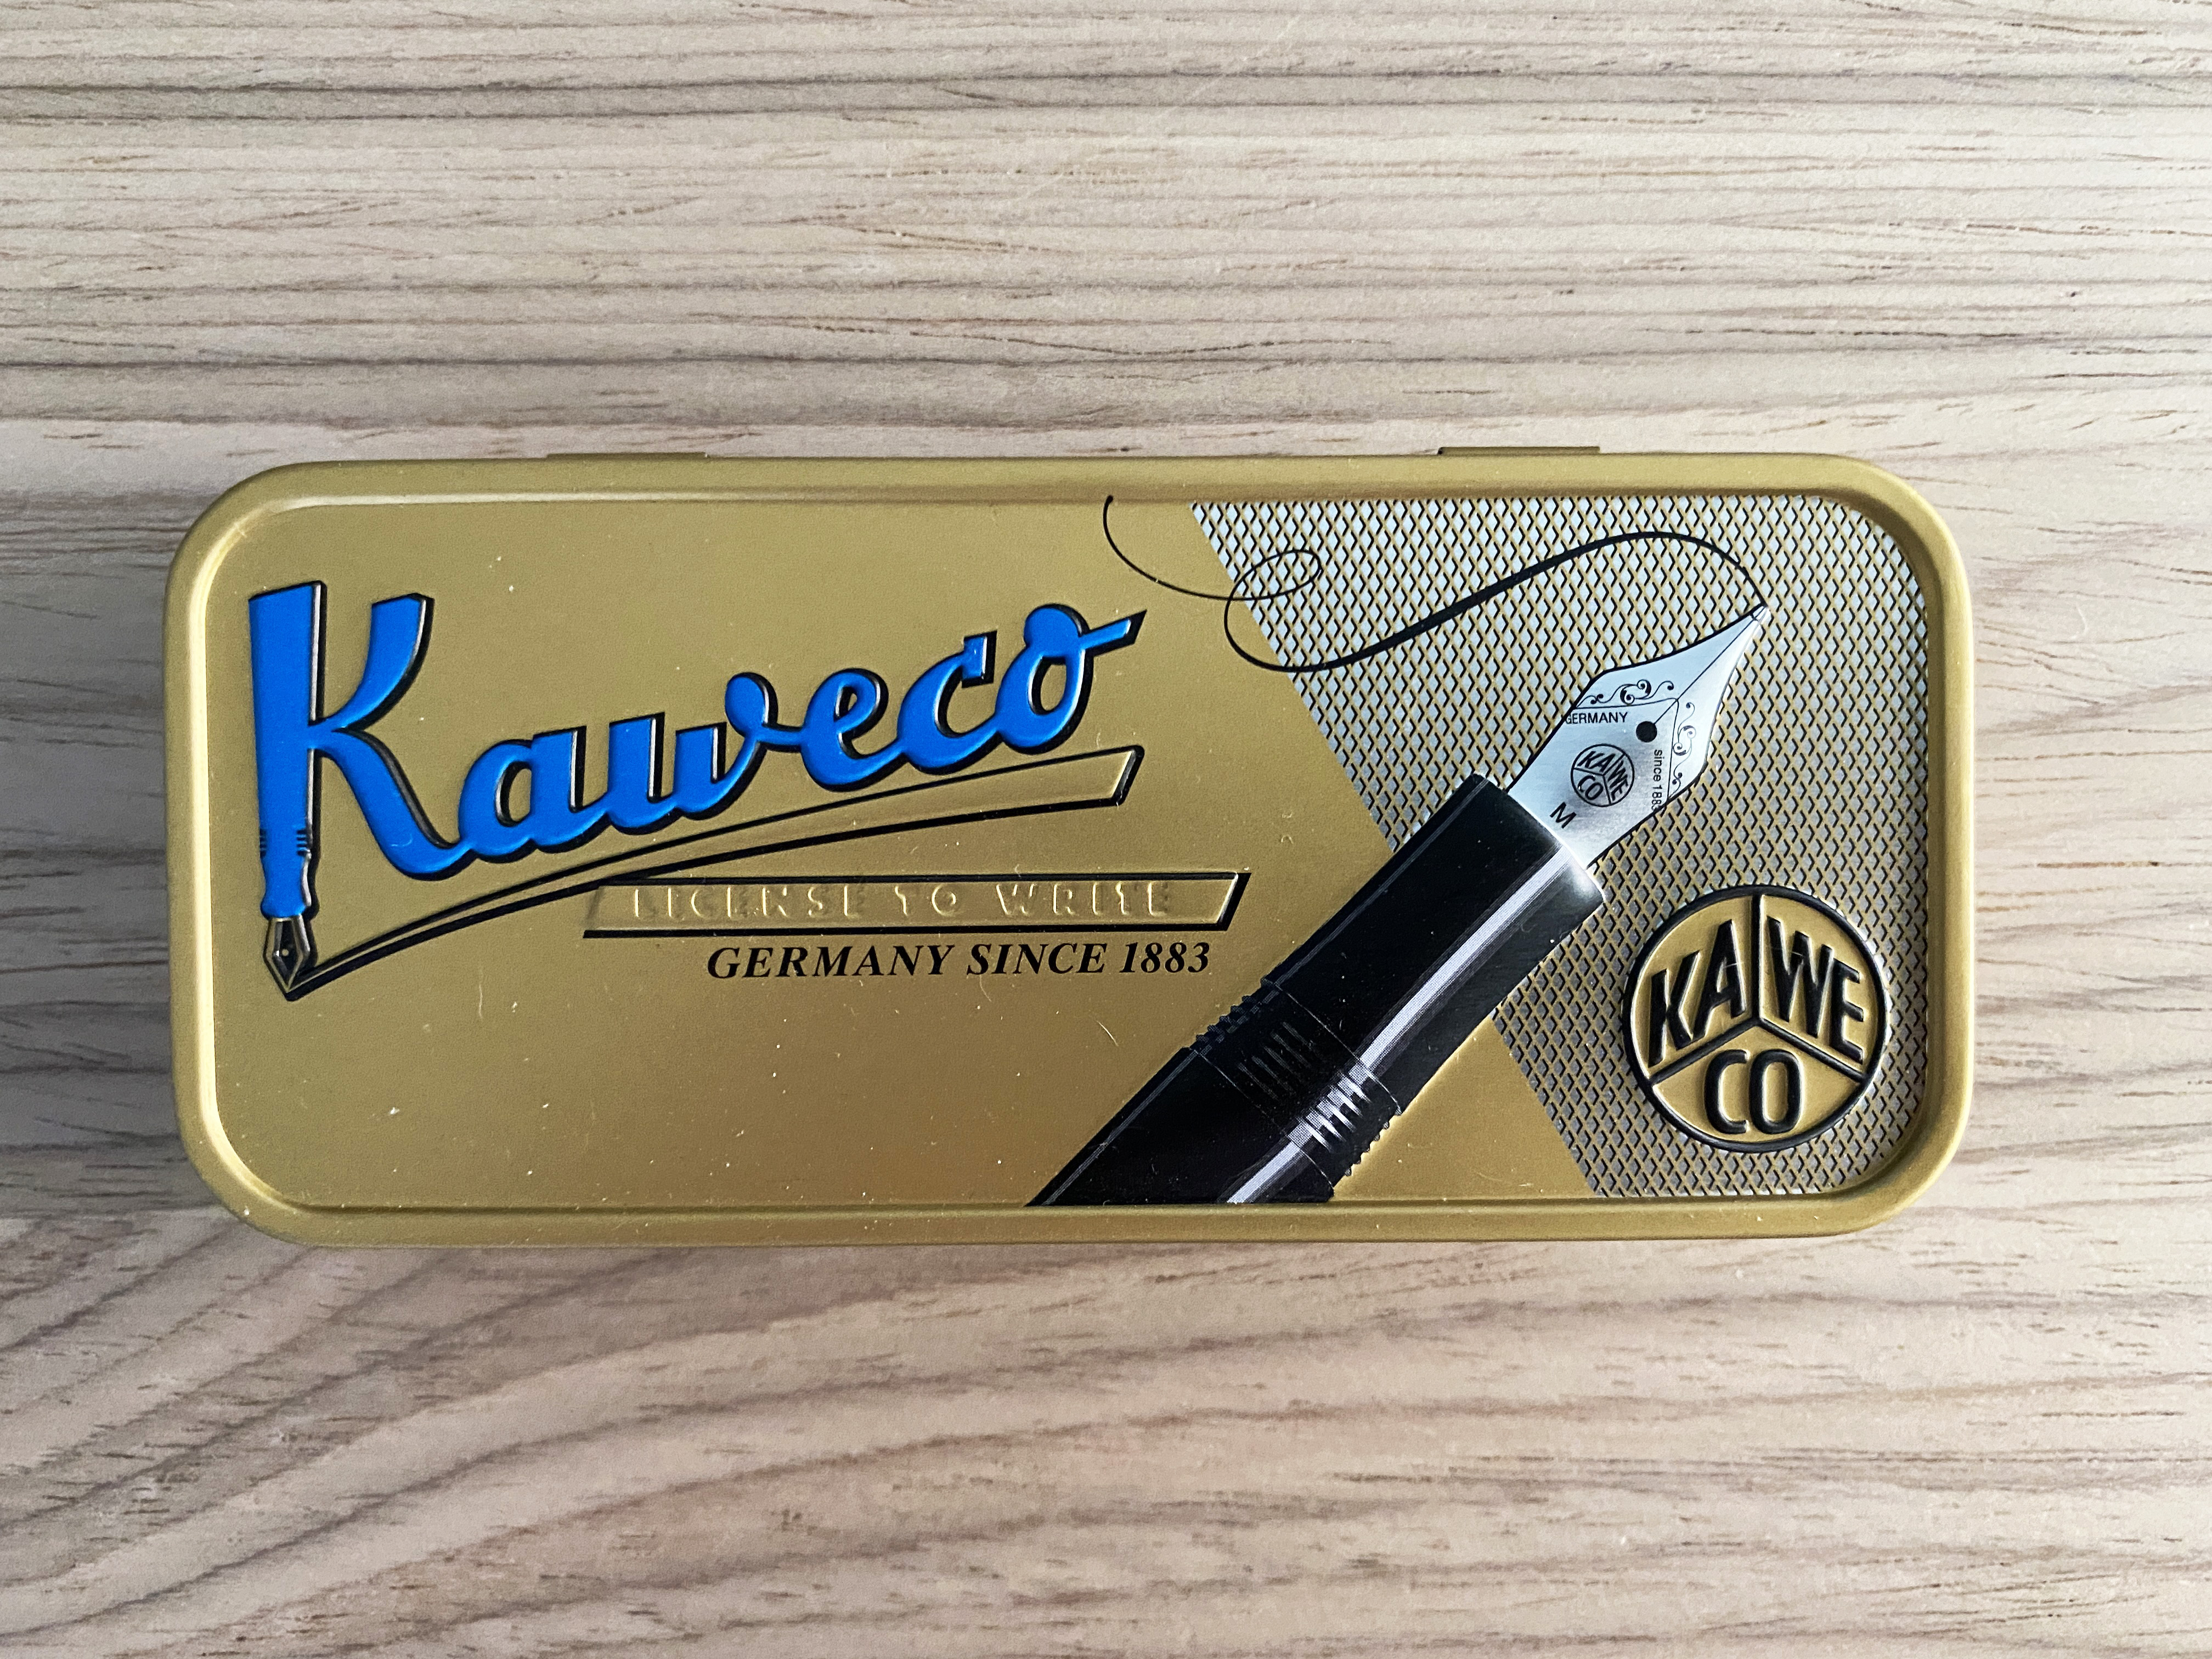 Kaweco
LICENSE TO WRITE
GERMANY SINCE 1883
GERMANY
since 1883
KAWE
CO
M
KAWE
CO